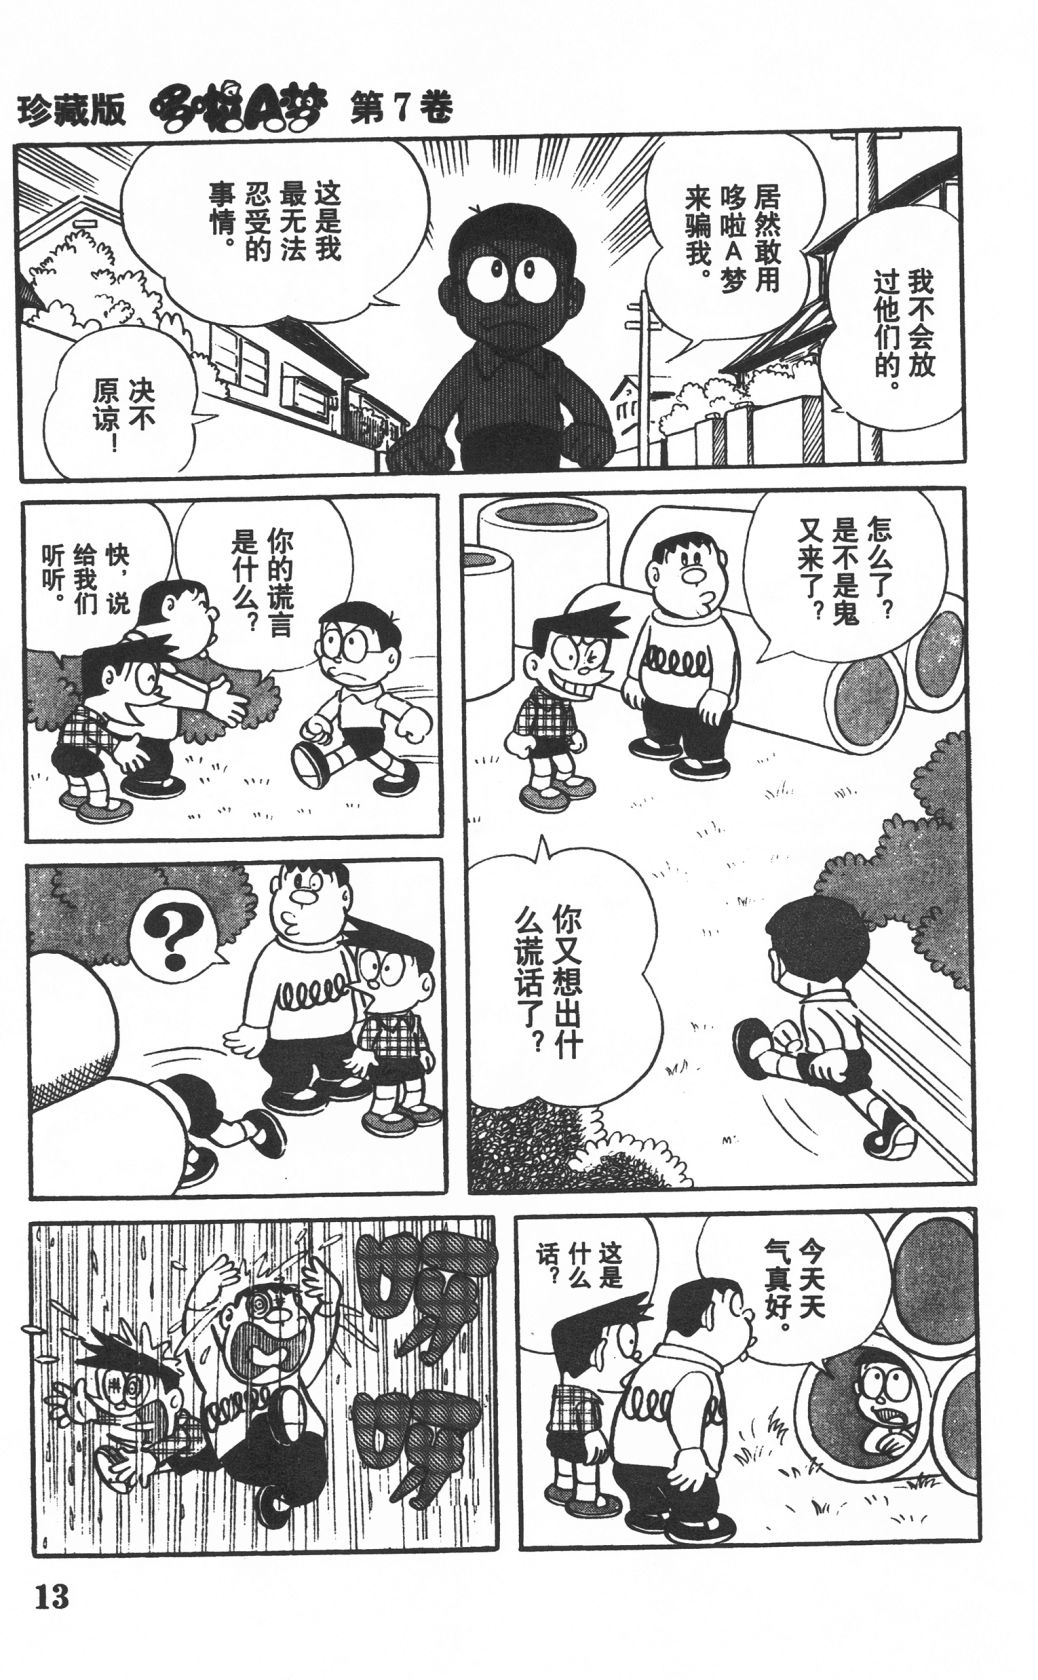 珍藏版 哆啦A梦 第7卷
我不会放
过他们的。
居然敢用
哆啦A梦
来骗我。
这是我
最无法
忍受的
事情。
决不
原谅！
怎么了？
是不是鬼
又来了？
你又想出什
么谎话了？
你的谎言
是什么？
快，说
给我们
听听。
?
今天天
气真好。
这是
什么
话？
哗
哗
13